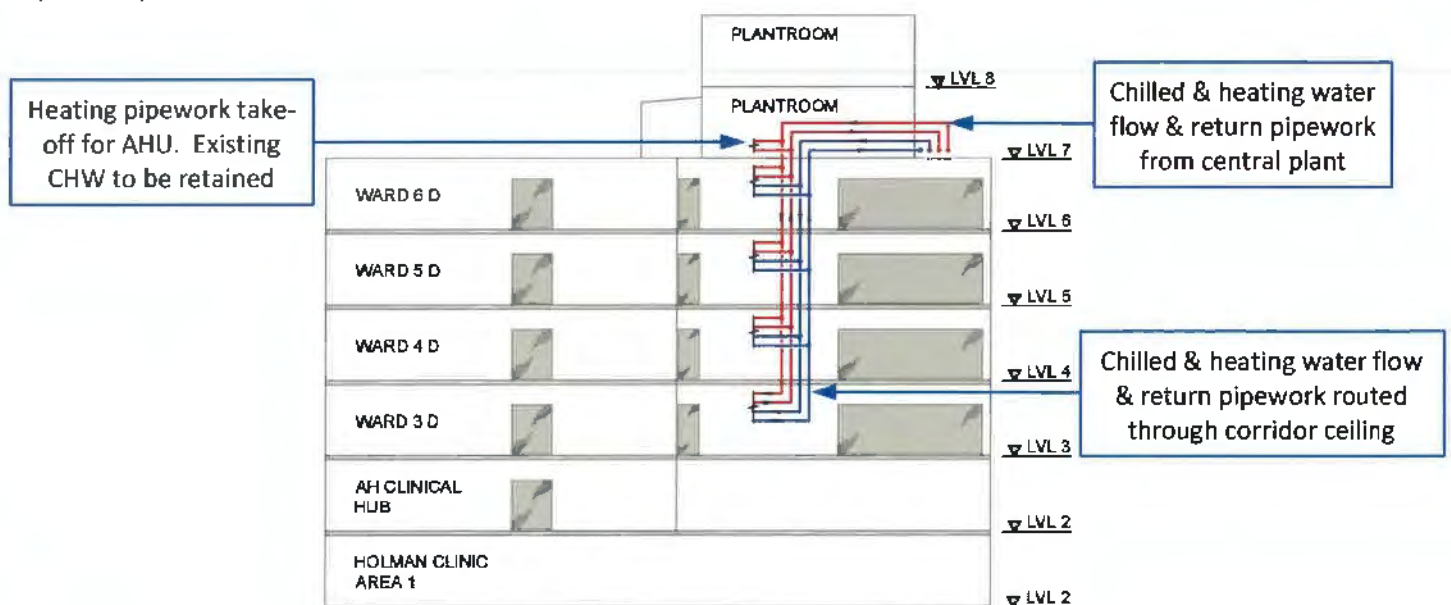 PLANTROOM
LVL 8
Heating pipework take-
off for AHU. Existing
CHW to be retained
PLANTROOM
Chilled & heating water
flow & return pipework
from central plant
LVL 7
WARD 6 D
LVL 6
WARD 5 D
LVL 5
WARD 4 D
LVL 4
Chilled & heating water flow
& return pipework routed
through corridor ceiling
WARD 3 D
LVL 3
AH CLINICAL
HUB
LVL 2
HOLMAN CLINIC
AREA 1
LVL 2